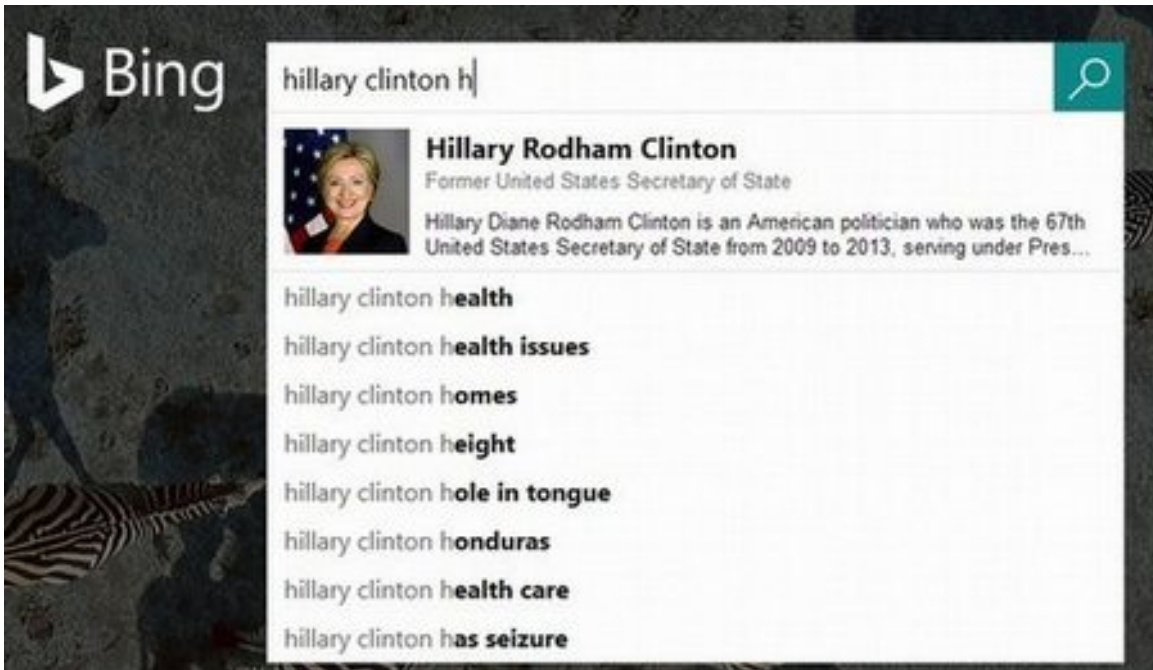 Bing
hillary clinton h
Hillary Rodham Clinton
Former United States Secretary of State
Hillary Diane Rodham Clinton is an American politician who was the 67th
United States Secretary of State from 2009 to 2013, serving under Pres...
hillary clinton health
hillary clinton health issues
hillary clinton homes
hillary clinton height
hillary clinton hole in tongue
hillary clinton honduras
hillary clinton health care
hillary clinton has seizure